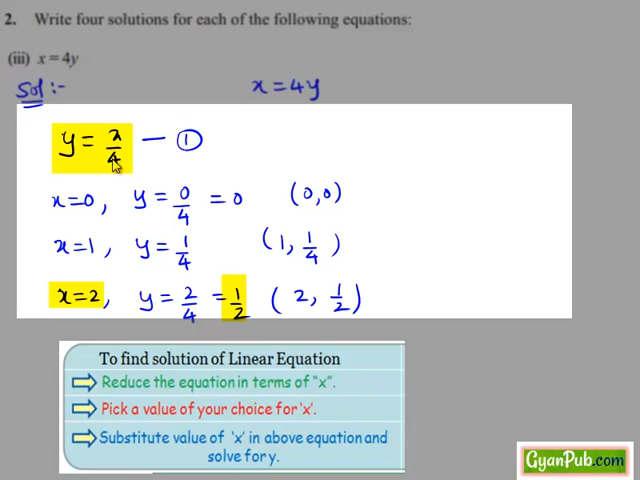 2. Write four solutions for each of the following equations:
(iii) x = 4y
Sol :-
x = 4y
y = x/4 — ①
x=0, y = 0/4 = 0 (0,0)
x=1, y = 1/4 (1, 1/4)
x=2, y = 2/4 = 1/2 (2, 1/2)
To find solution of Linear Equation
Reduce the equation in terms of "x".
Pick a value of your choice for 'x'.
Substitute value of 'x' in above equation and
solve for y.
GyanPub.com